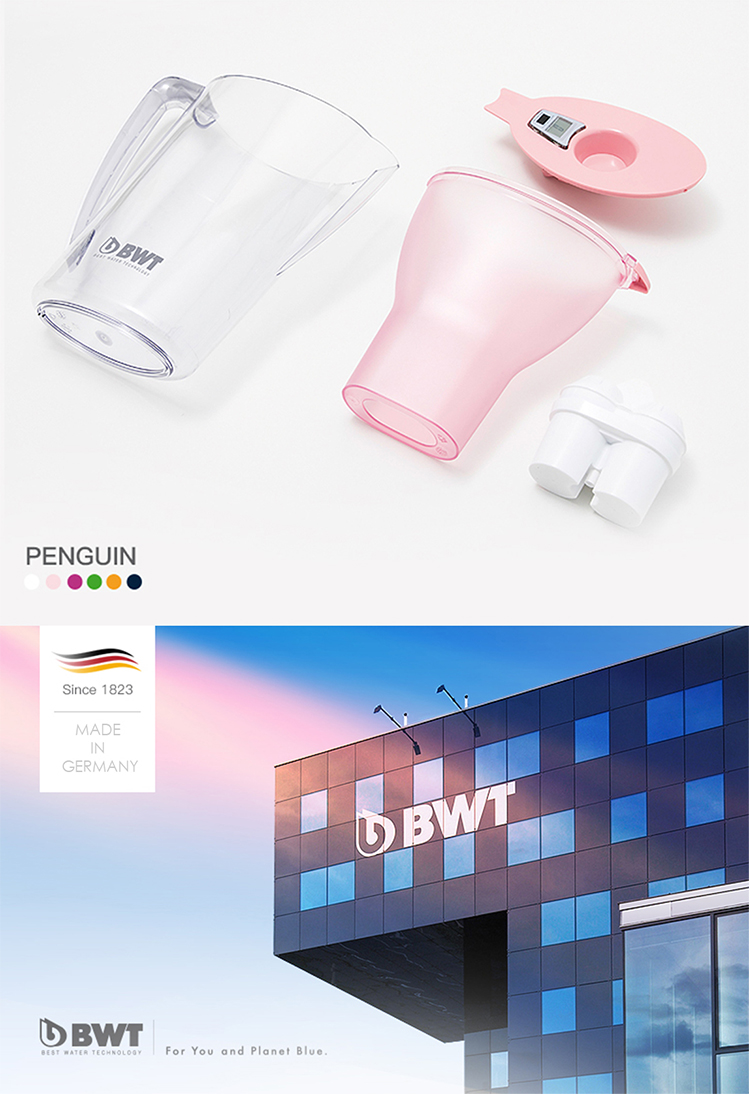 BWT
BEST WATER TECHNOLOGY
PENGUIN
Since 1823
MADE
IN
GERMANY
BWT
BWT
BEST WATER TECHNOLOGY
For You and Planet Blue.